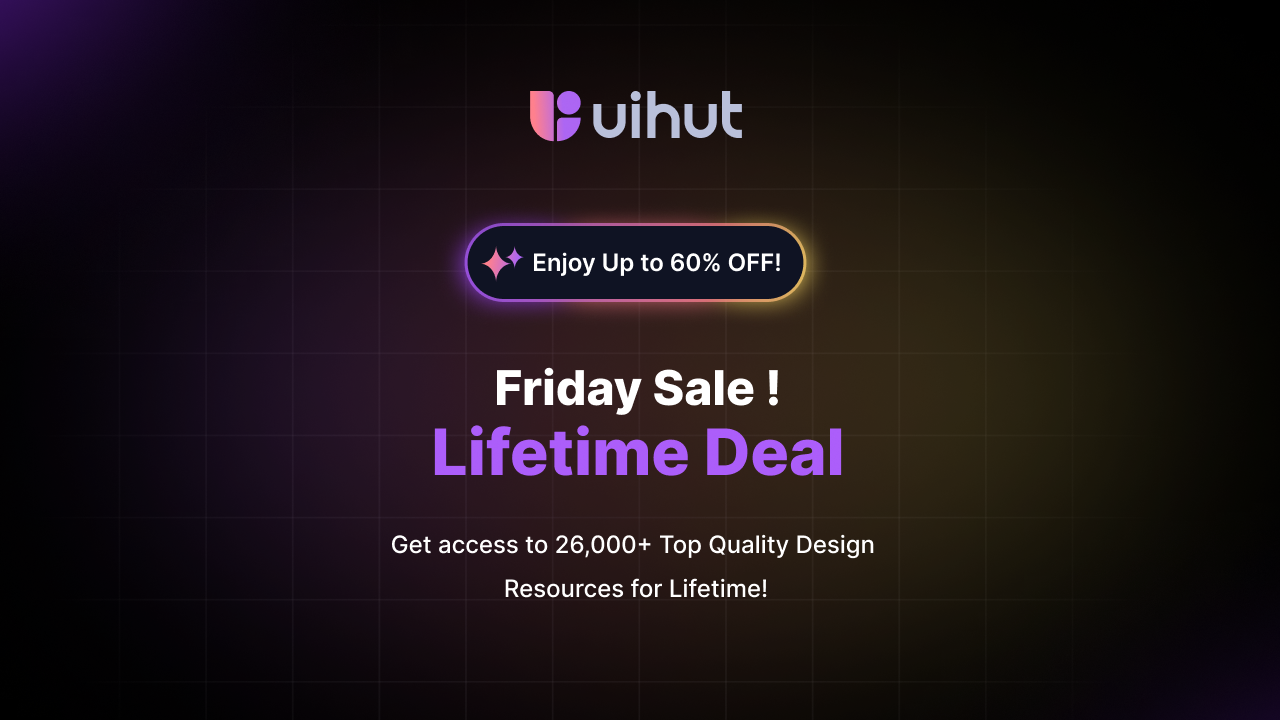 uihut
Enjoy Up to 60% OFF!
Friday Sale !
Lifetime Deal
Get access to 26,000+ Top Quality Design
Resources for Lifetime!